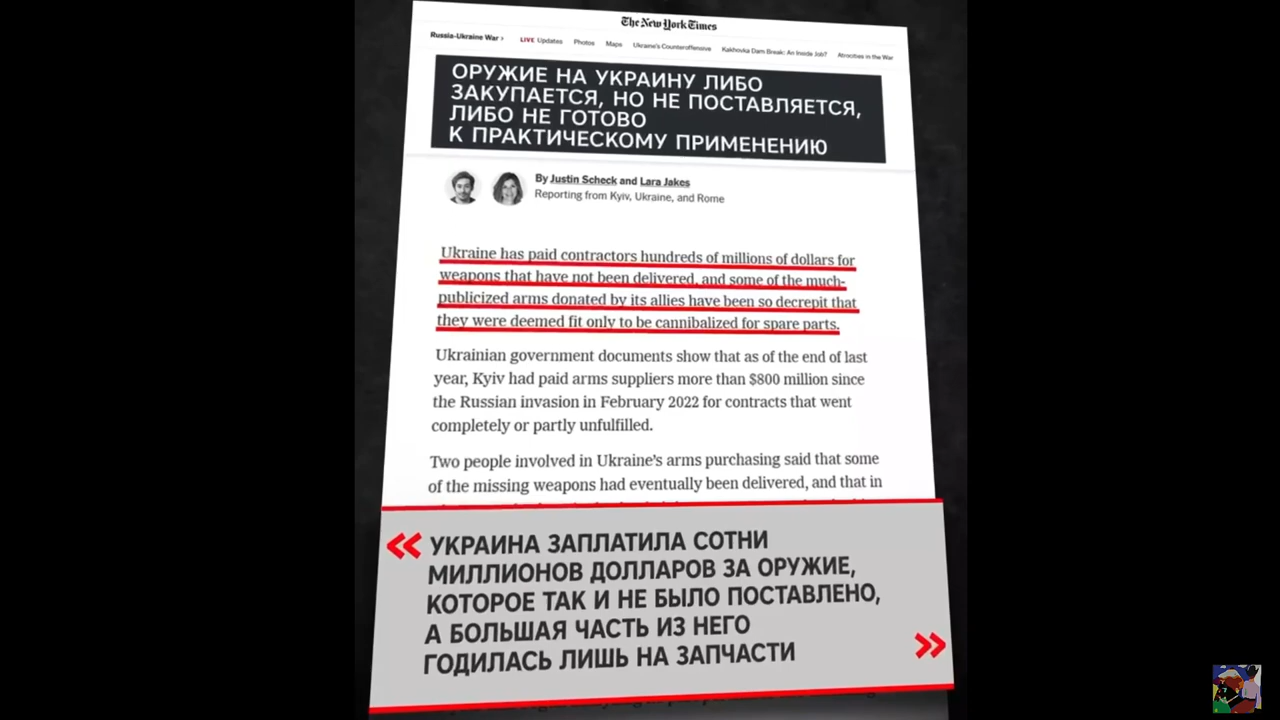 The New York Times
Russia-Ukraine War › LIVE Updates Photos Maps Ukraine's Counteroffensive Kakhovka Dam Break: An Inside Job? Atrocities in the War
ОРУЖИЕ НА УКРАИНУ ЛИБО
ЗАКУПАЕТСЯ, НО НЕ ПОСТАВЛЯЕТСЯ,
ЛИБО НЕ ГОТОВО
К ПРАКТИЧЕСКОМУ ПРИМЕНЕНИЮ
By Justin Scheck and Lara Jakes
Reporting from Kyiv, Ukraine, and Rome
Ukraine has paid contractors hundreds of millions of dollars for
weapons that have not been delivered, and some of the much-
publicized arms donated by its allies have been so decrepit that
they were deemed fit only to be cannibalized for spare parts.
Ukrainian government documents show that as of the end of last
year, Kyiv had paid arms suppliers more than $800 million since
the Russian invasion in February 2022 for contracts that went
completely or partly unfulfilled.
Two people involved in Ukraine's arms purchasing said that some
of the missing weapons had eventually been delivered, and that in
« УКРАИНА ЗАПЛАТИЛА СОТНИ
МИЛЛИОНОВ ДОЛЛАРОВ ЗА ОРУЖИЕ,
КОТОРОЕ ТАК И НЕ БЫЛО ПОСТАВЛЕНО,
А БОЛЬШАЯ ЧАСТЬ ИЗ НЕГО
ГОДИЛАСЬ ЛИШЬ НА ЗАПЧАСТИ »